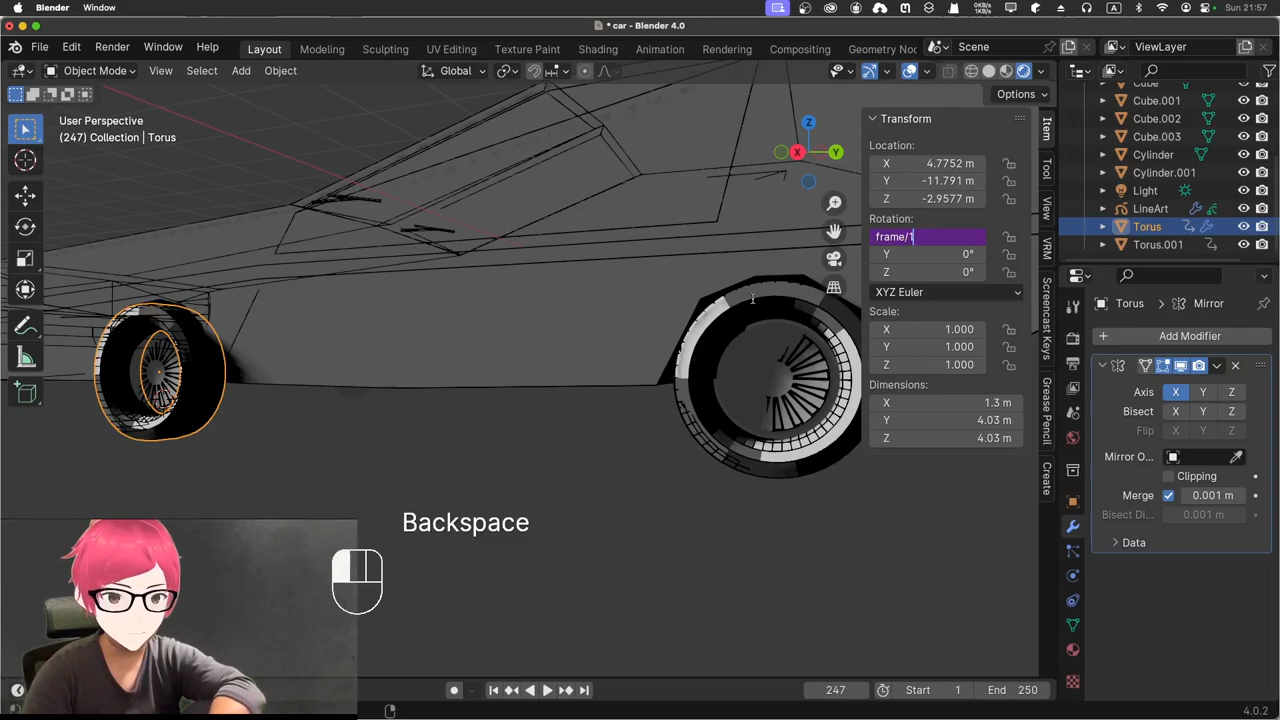 Blender Window
Sun 21:57
* car - Blender 4.0
File Edit Render Window Help Layout Modeling Sculpting UV Editing Texture Paint Shading Animation Rendering Compositing Geometry Noc Scene ViewLayer
Object Mode View Select Add Object Global
Options
User Perspective
(247) Collection | Torus
Z
X
Y
Transform
Location:
X 4.7752 m
Y -11.791 m
Z -2.9577 m
Rotation:
frame/1
Y 0°
Z 0°
XYZ Euler
Scale:
X 1.000
Y 1.000
Z 1.000
Dimensions:
X 1.3 m
Y 4.03 m
Z 4.03 m
Item
Tool
View
VRM
Screencast Keys
Grease Pencil
Create
Cube
Cube.001
Cube.002
Cube.003
Cylinder
Cylinder.001
Light
LineArt
Torus
Torus.001
Torus Mirror
Add Modifier
Axis X Y Z
Bisect X Y Z
Flip X Y Z
Mirror O...
Clipping
Merge 0.001 m
Bisect Di... 0.001 m
Data
Backspace
247 Start 1 End 250
4.0.2